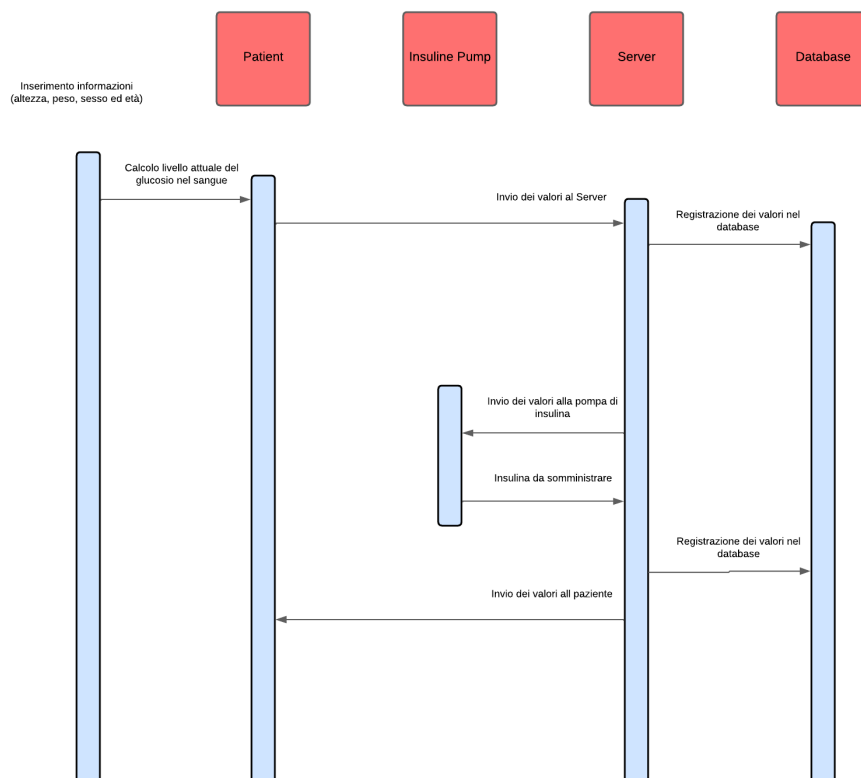 Patient
Insuline Pump
Server
Database
Inserimento informazioni
(altezza, peso, sesso ed età)
Calcolo livello attuale del
glucosio nel sangue
Invio dei valori al Server
Registrazione dei valori nel
database
Invio dei valori alla pompa di
insulina
Insulina da somministrare
Registrazione dei valori nel
database
Invio dei valori all paziente